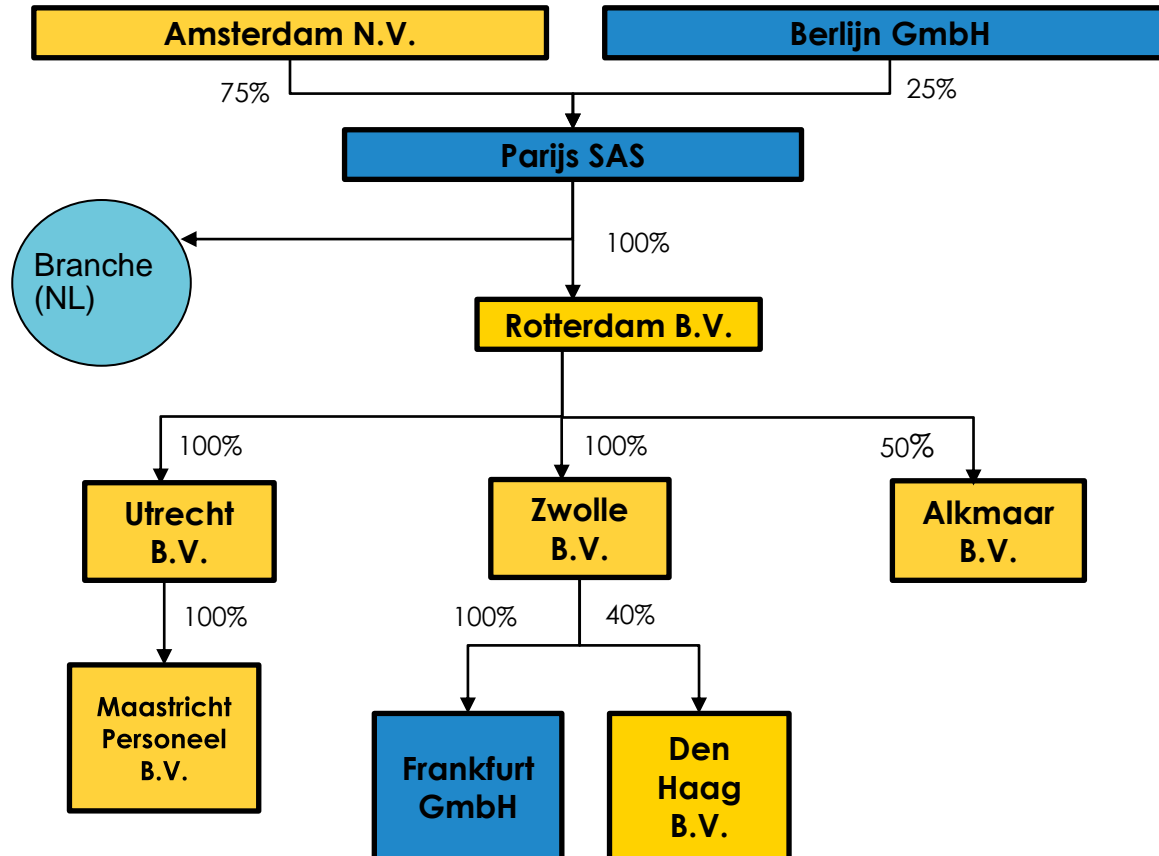 Amsterdam N.V.
Berlijn GmbH
75%
25%
Parijs SAS
Branche
(NL)
100%
Rotterdam B.V.
100%
100%
50%
Utrecht
B.V.
Zwolle
B.V.
Alkmaar
B.V.
100%
100%
40%
Maastricht
Personeel
B.V.
Frankfurt
GmbH
Den
Haag
B.V.